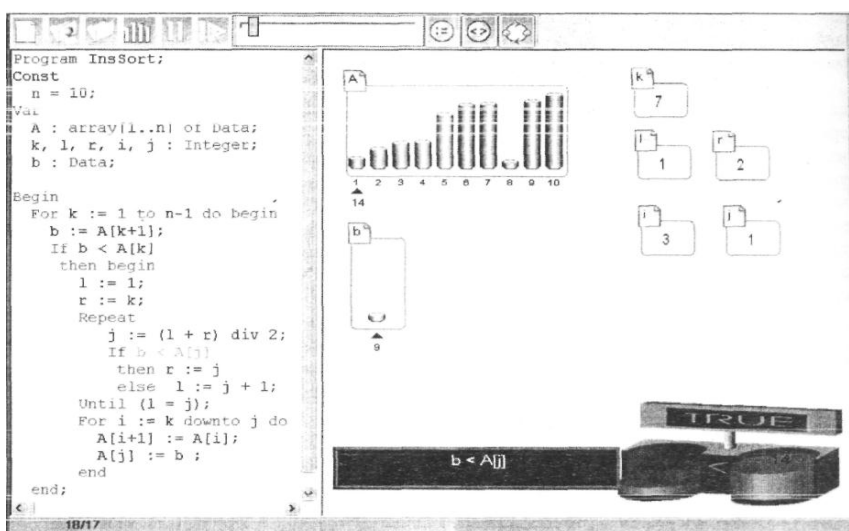 :=
<>
Program InsSort;
Const
n = 10;
Var
A : array[1..n] of Data;
k, l, r, i, j : Integer;
b : Data;
Begin
For k := 1 to n-1 do begin
b := A[k+1];
If b < A[k]
then begin
l := 1;
r := k;
Repeat
j := (l + r) div 2;
If b < A[j]
then r := j
else l := j + 1;
Until (l = j);
For i := k downto j do
A[i+1] := A[i];
A[j] := b ;
end
end;
18/17
A
1 2 3 4 5 6 7 8 9 10
14
b
9
k
7
l
1
r
2
i
3
j
1
b < A[j]
TRUE
<
14